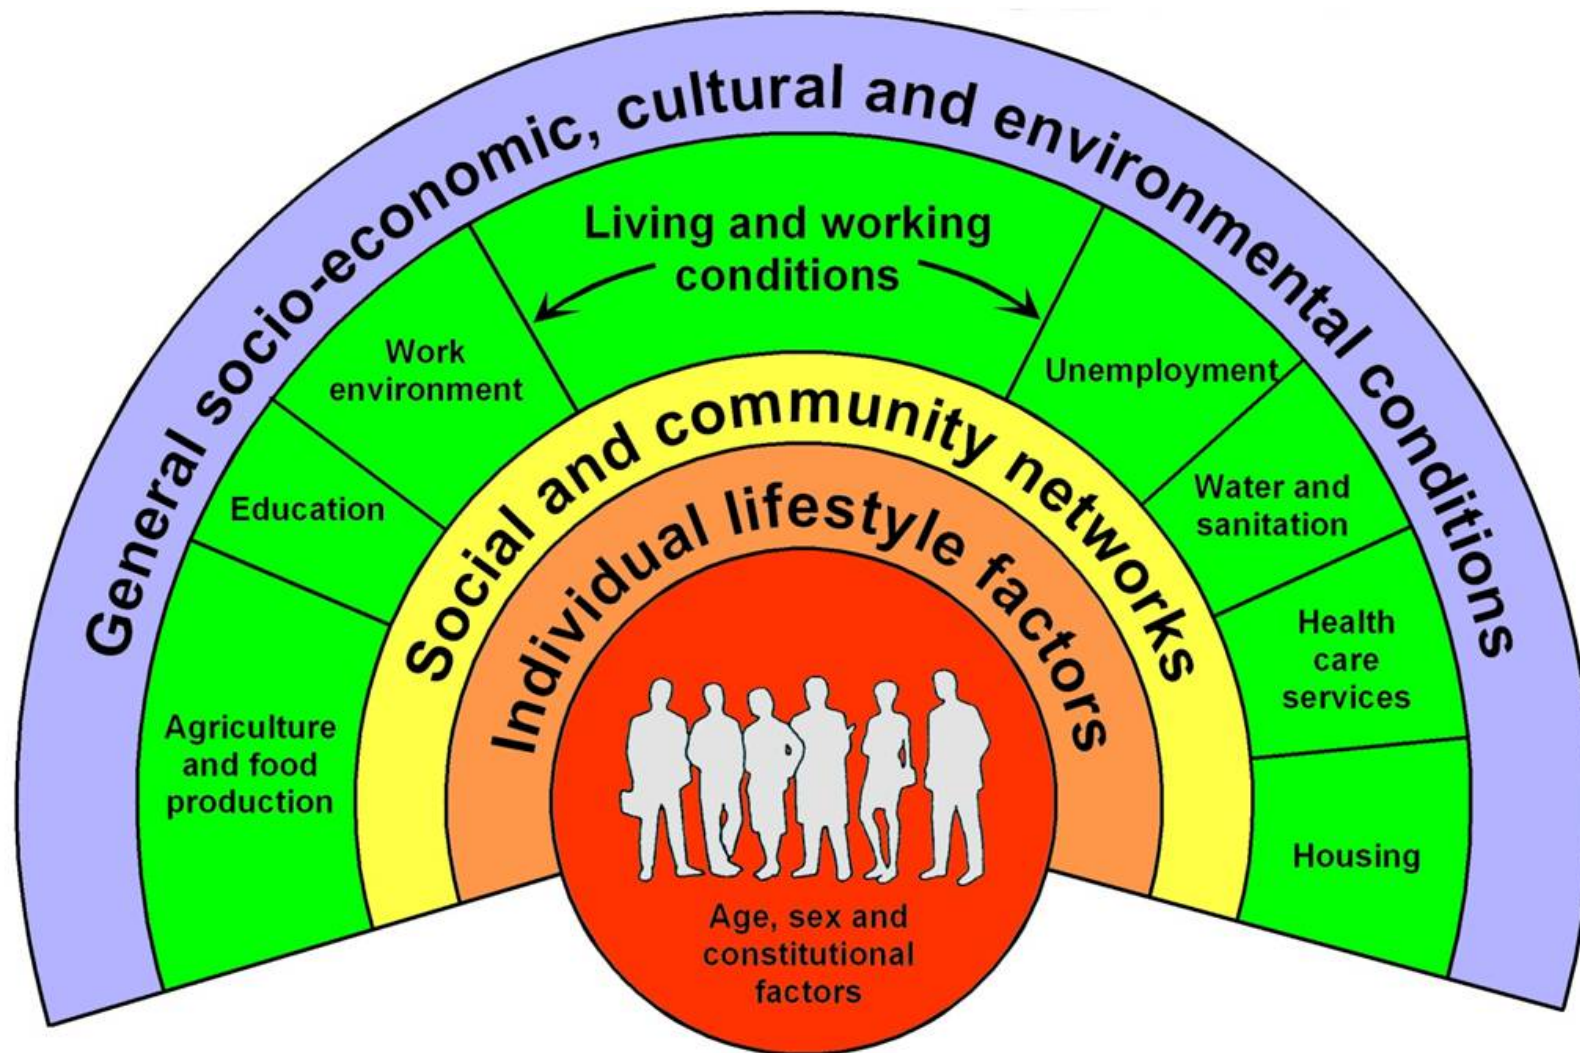 General socio-economic, cultural and environmental conditions
Living and working
conditions
Work
environment
Unemployment
Education
Water and
sanitation
Agriculture
and food
production
Health
care
services
Housing
Social and community networks
Individual lifestyle factors
Age, sex and
constitutional
factors